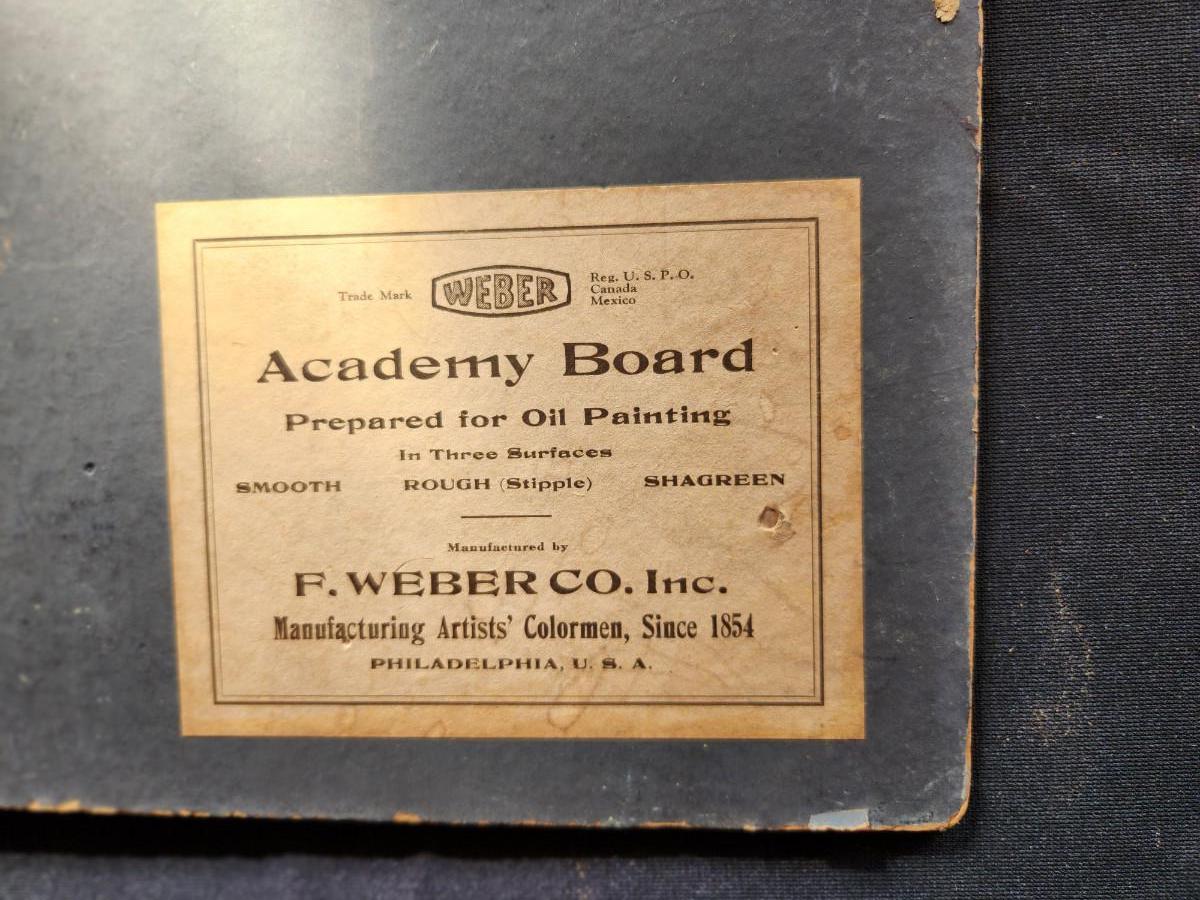 Trade Mark WEBER Reg. U. S. P. O.
Canada
Mexico
Academy Board
Prepared for Oil Painting
In Three Surfaces
SMOOTH ROUGH (Stipple) SHAGREEN
Manufactured by
F. WEBER CO. Inc.
Manufacturing Artists' Colormen, Since 1854
PHILADELPHIA, U. S. A.